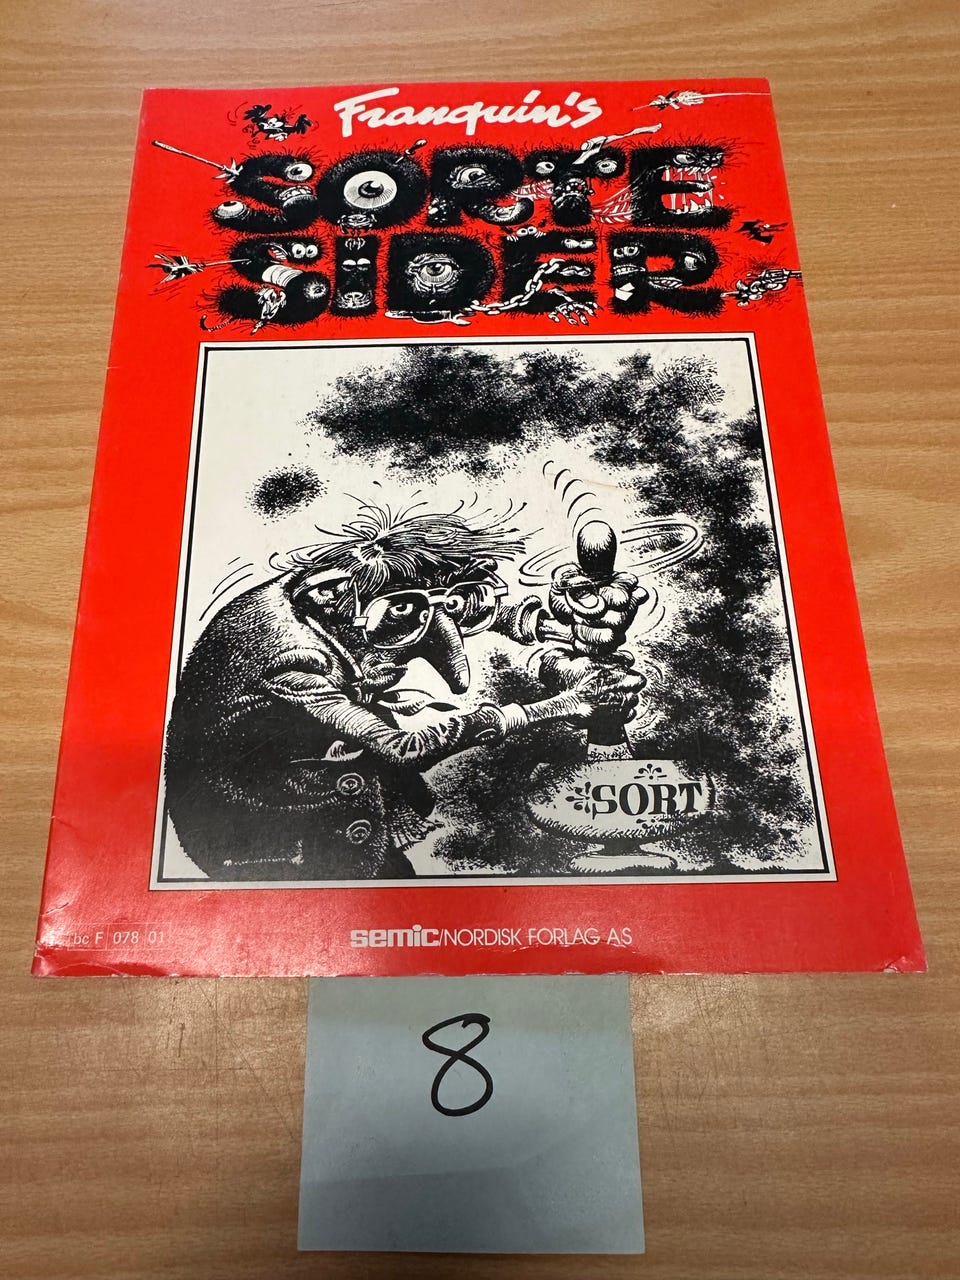 Franquin's
SORTE
SIDER
SORT
bc F 078 01
semic/NORDISK FORLAG AS
8